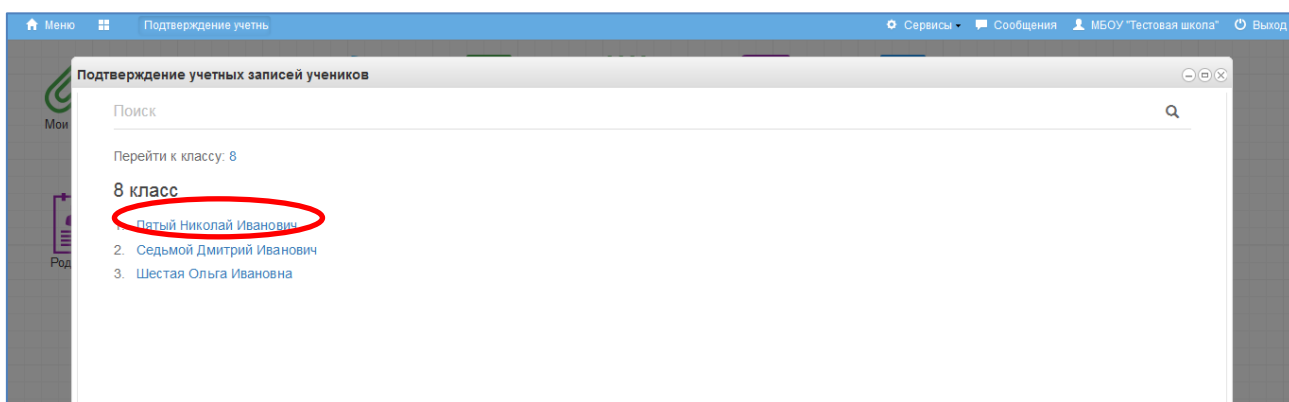 Меню Подтверждение учетнь Сервисы Сообщения МБОУ "Тестовая школа" Выход
Подтверждение учетных записей учеников
Мои
Поиск
Перейти к классу: 8
8 класс
1. Пятый Николай Иванович
2. Седьмой Дмитрий Иванович
Род
3. Шестая Ольга Ивановна